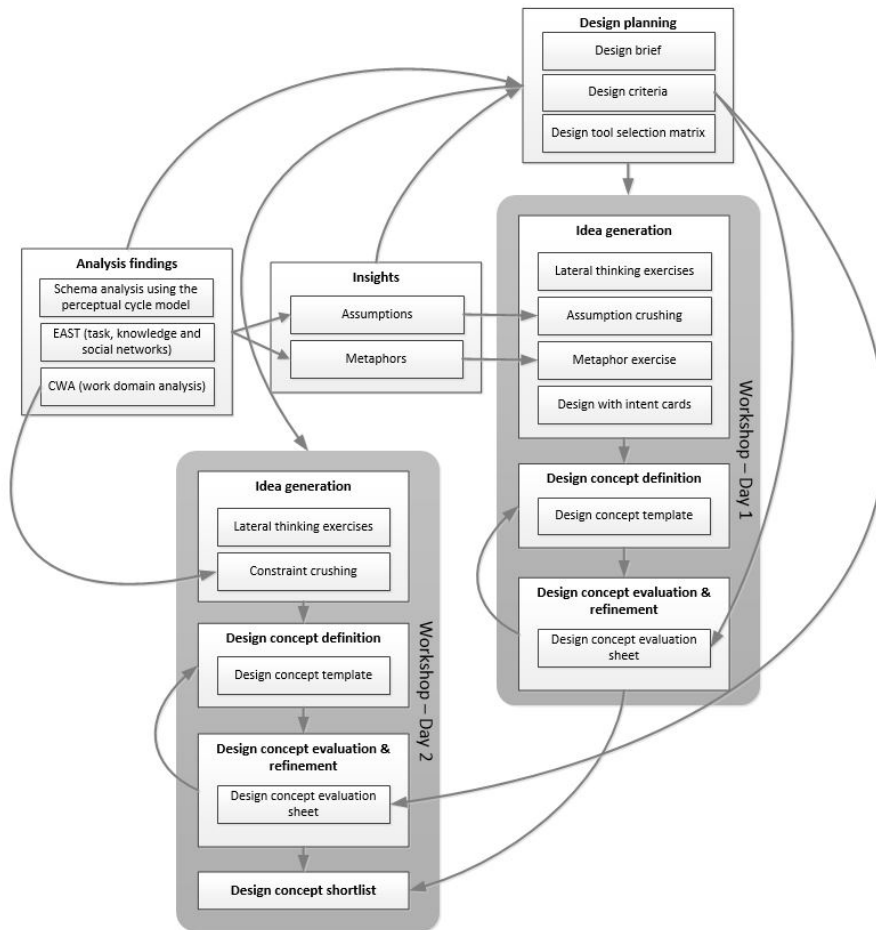 Design planning
Design brief
Design criteria
Design tool selection matrix
Analysis findings
Schema analysis using the
perceptual cycle model
EAST (task, knowledge and
social networks)
CWA (work domain analysis)
Insights
Assumptions
Metaphors
Idea generation
Lateral thinking exercises
Assumption crushing
Metaphor exercise
Design with intent cards
Design concept definition
Design concept template
Design concept evaluation &
refinement
Design concept evaluation
sheet
Workshop – Day 1
Idea generation
Lateral thinking exercises
Constraint crushing
Design concept definition
Design concept template
Design concept evaluation &
refinement
Design concept evaluation
sheet
Design concept shortlist
Workshop – Day 2